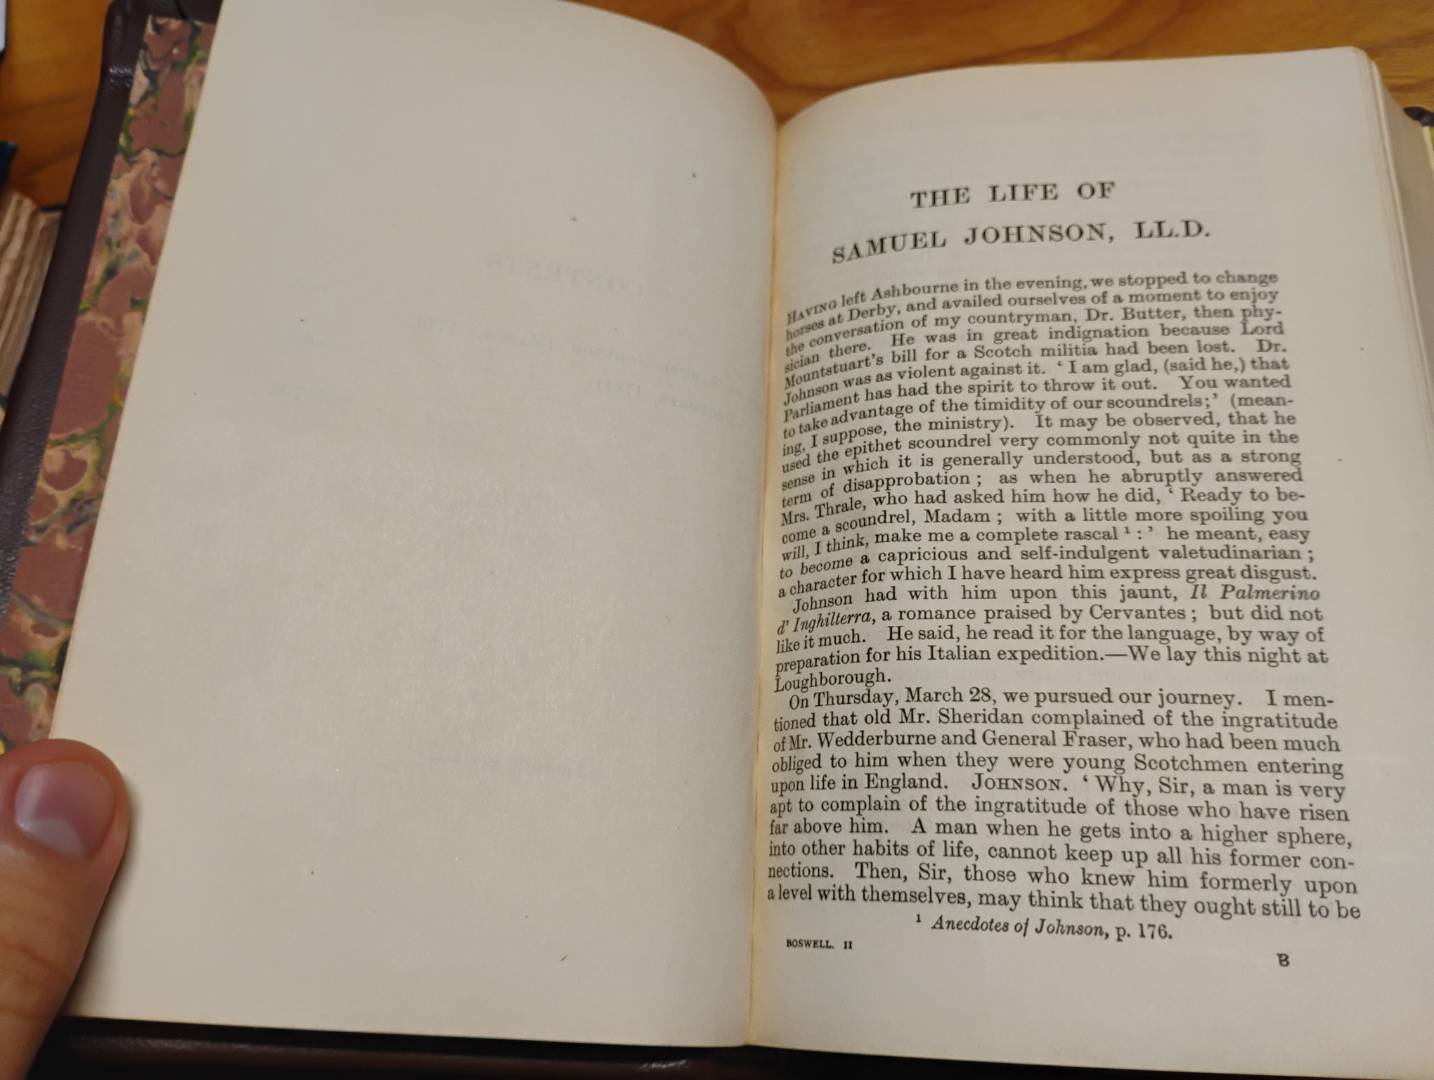 THE LIFE OF
SAMUEL JOHNSON, LL.D.
HAVING left Ashbourne in the evening, we stopped to change
horses at Derby, and availed ourselves of a moment to enjoy
the conversation of my countryman, Dr. Butter, then phy-
sician there. He was in great indignation because Lord
Mountstuart's bill for a Scotch militia had been lost. Dr.
Johnson was as violent against it. ‘ I am glad, (said he,) that
Parliament has had the spirit to throw it out. You wanted
to take advantage of the timidity of our scoundrels;’ (mean-
ing, I suppose, the ministry). It may be observed, that he
used the epithet scoundrel very commonly not quite in the
sense in which it is generally understood, but as a strong
term of disapprobation ; as when he abruptly answered
Mrs. Thrale, who had asked him how he did, ‘ Ready to be-
come a scoundrel, Madam ; with a little more spoiling you
will, I think, make me a complete rascal ¹ :’ he meant, easy
to become a capricious and self-indulgent valetudinarian ;
a character for which I have heard him express great disgust.
Johnson had with him upon this jaunt, Il Palmerino
d' Inghilterra, a romance praised by Cervantes ; but did not
like it much. He said, he read it for the language, by way of
preparation for his Italian expedition.—We lay this night at
Loughborough.
On Thursday, March 28, we pursued our journey. I men-
tioned that old Mr. Sheridan complained of the ingratitude
of Mr. Wedderburne and General Fraser, who had been much
obliged to him when they were young Scotchmen entering
upon life in England. JOHNSON. ‘ Why, Sir, a man is very
apt to complain of the ingratitude of those who have risen
far above him. A man when he gets into a higher sphere,
into other habits of life, cannot keep up all his former con-
nections. Then, Sir, those who knew him formerly upon
a level with themselves, may think that they ought still to be
¹ Anecdotes of Johnson, p. 176.
BOSWELL. II
B